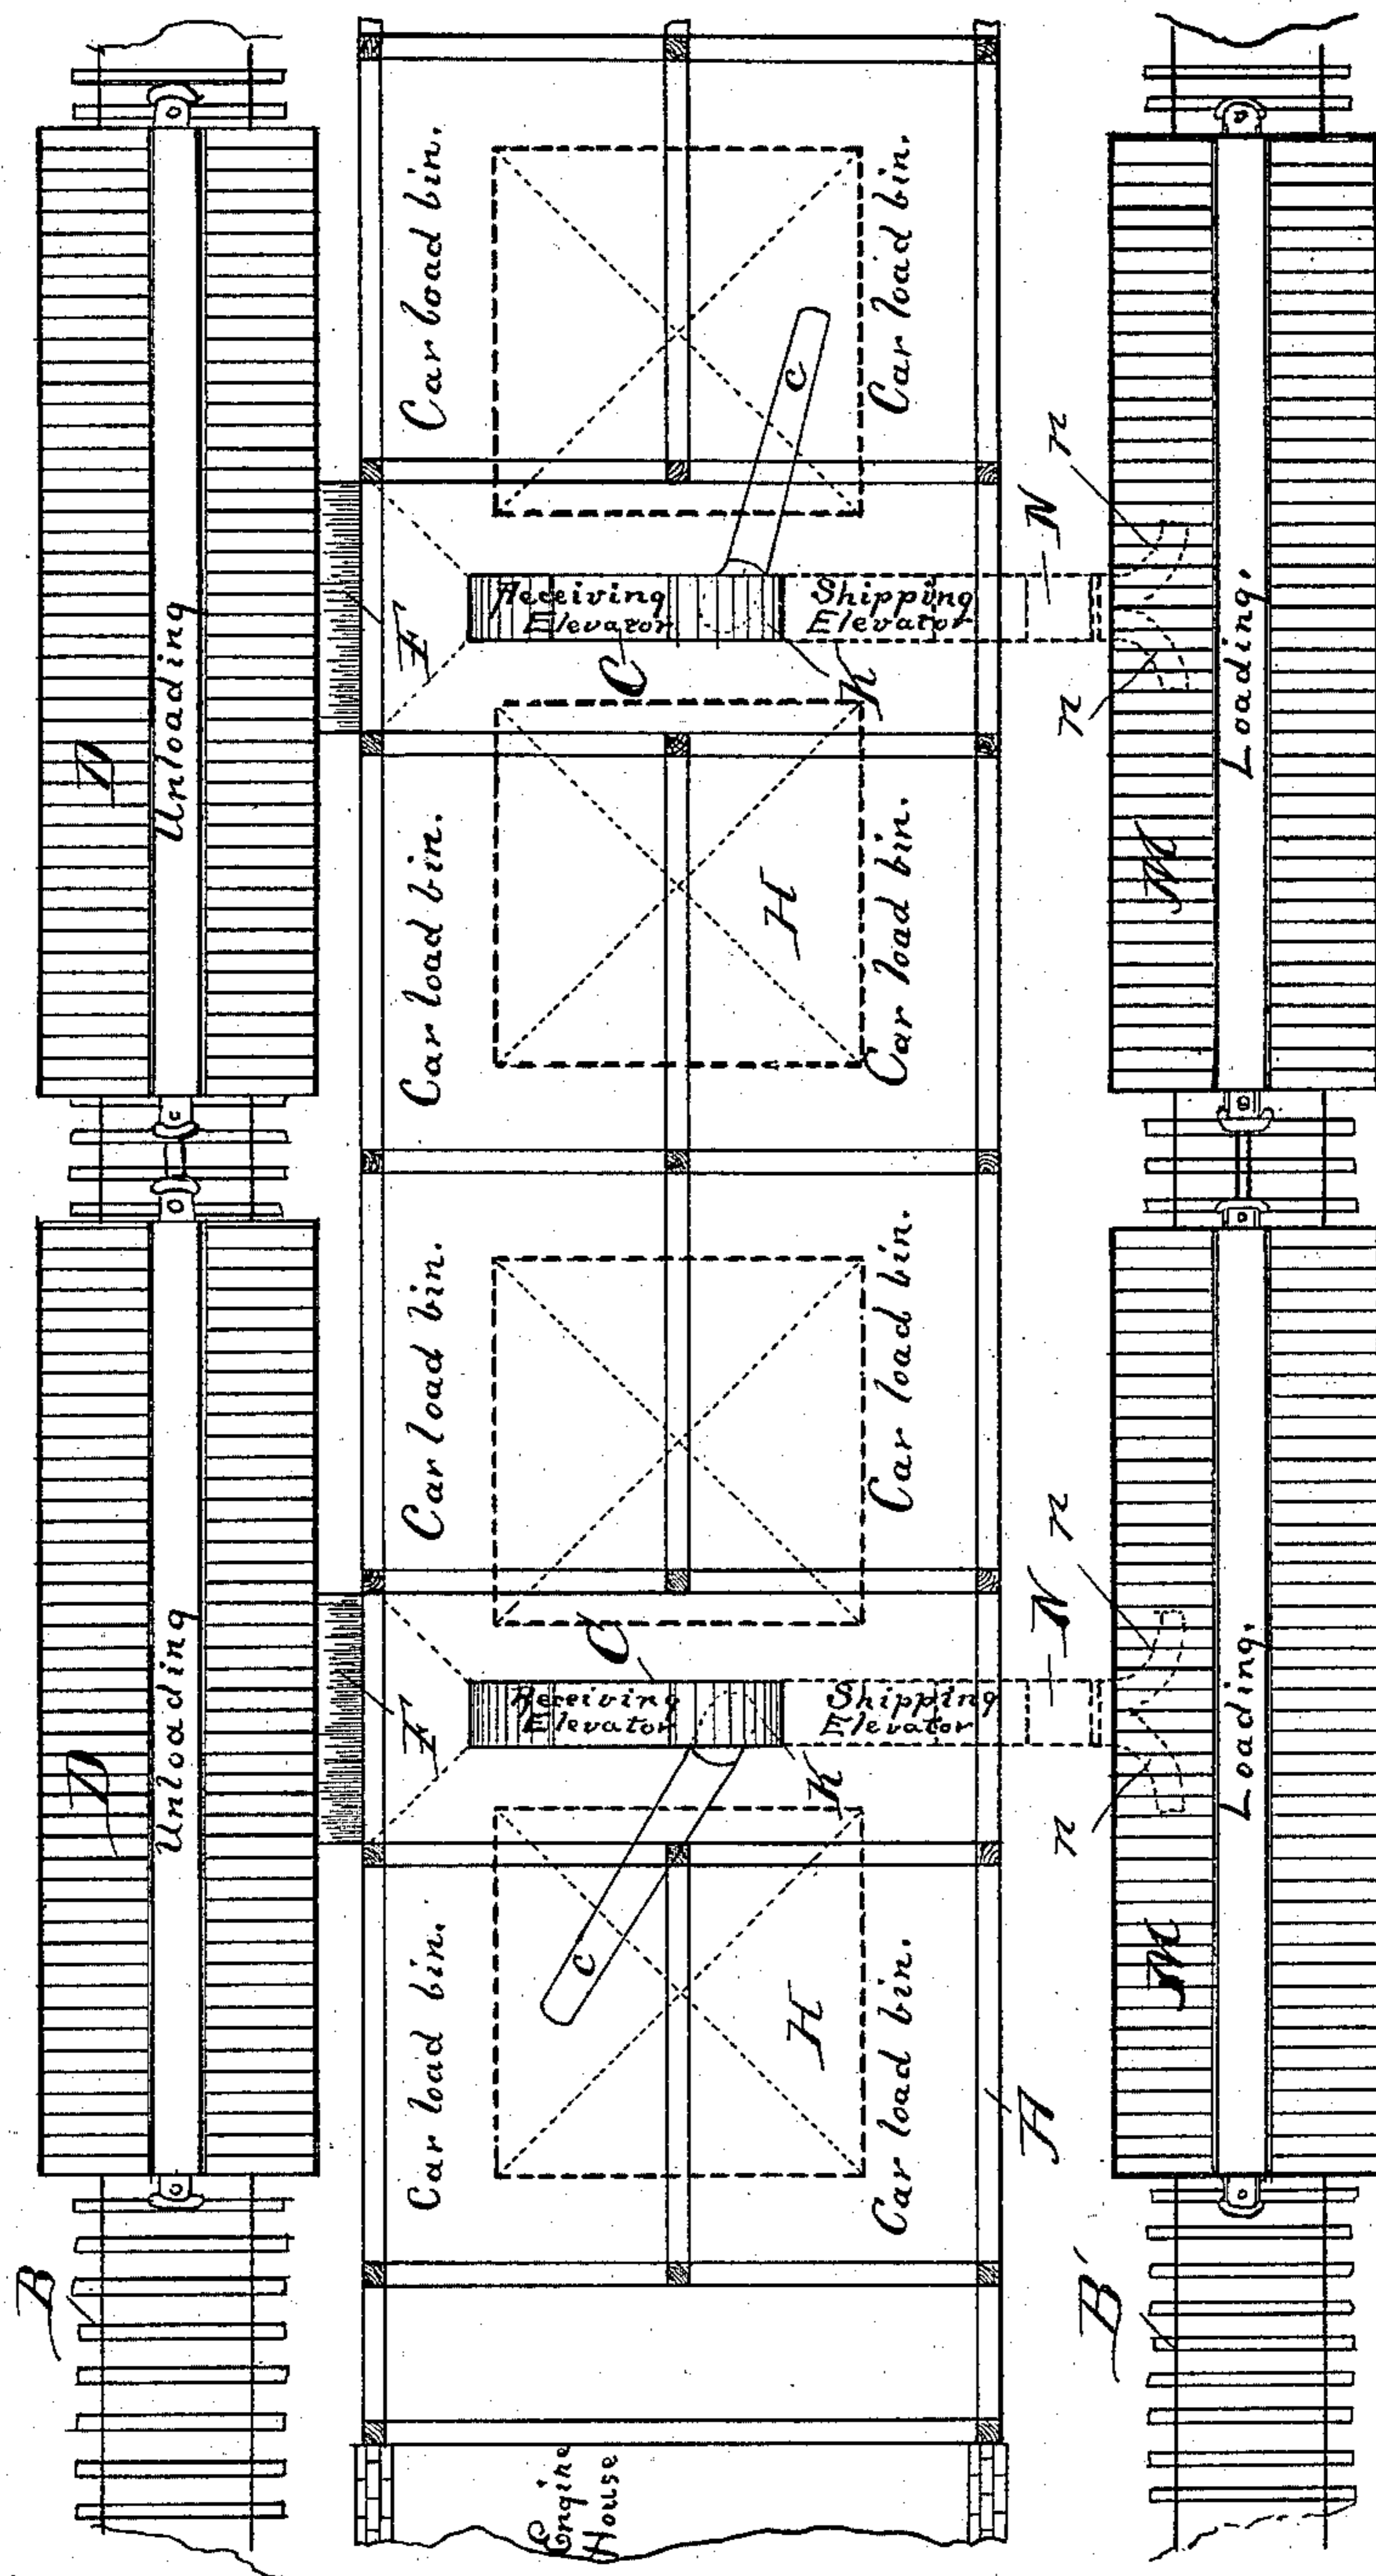 D
Unloading
D
Unloading
B
Car load bin.
Car load bin.
Car load bin.
Car load bin.
F
F
Receiving
Elevator
C
Receiving
Elevator
C
c
c
Shipping
Elevator
K
Shipping
Elevator
K
H
H
Car load bin.
Car load bin.
Car load bin.
Car load bin.
A
Engine
House
N
n
n
N
n
n
M
Loading.
M
Loading.
B'